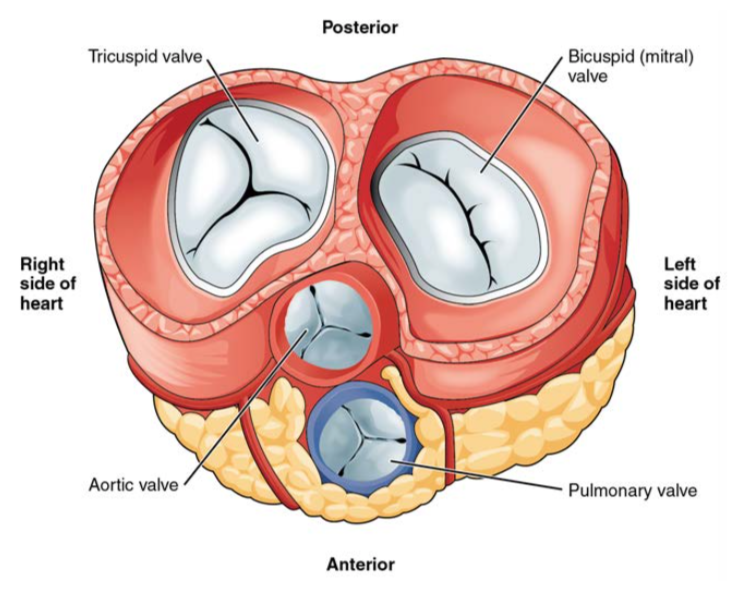 Posterior
Tricuspid valve
Bicuspid (mitral)
valve
Right
side of
heart
Left
side of
heart
Aortic valve
Pulmonary valve
Anterior